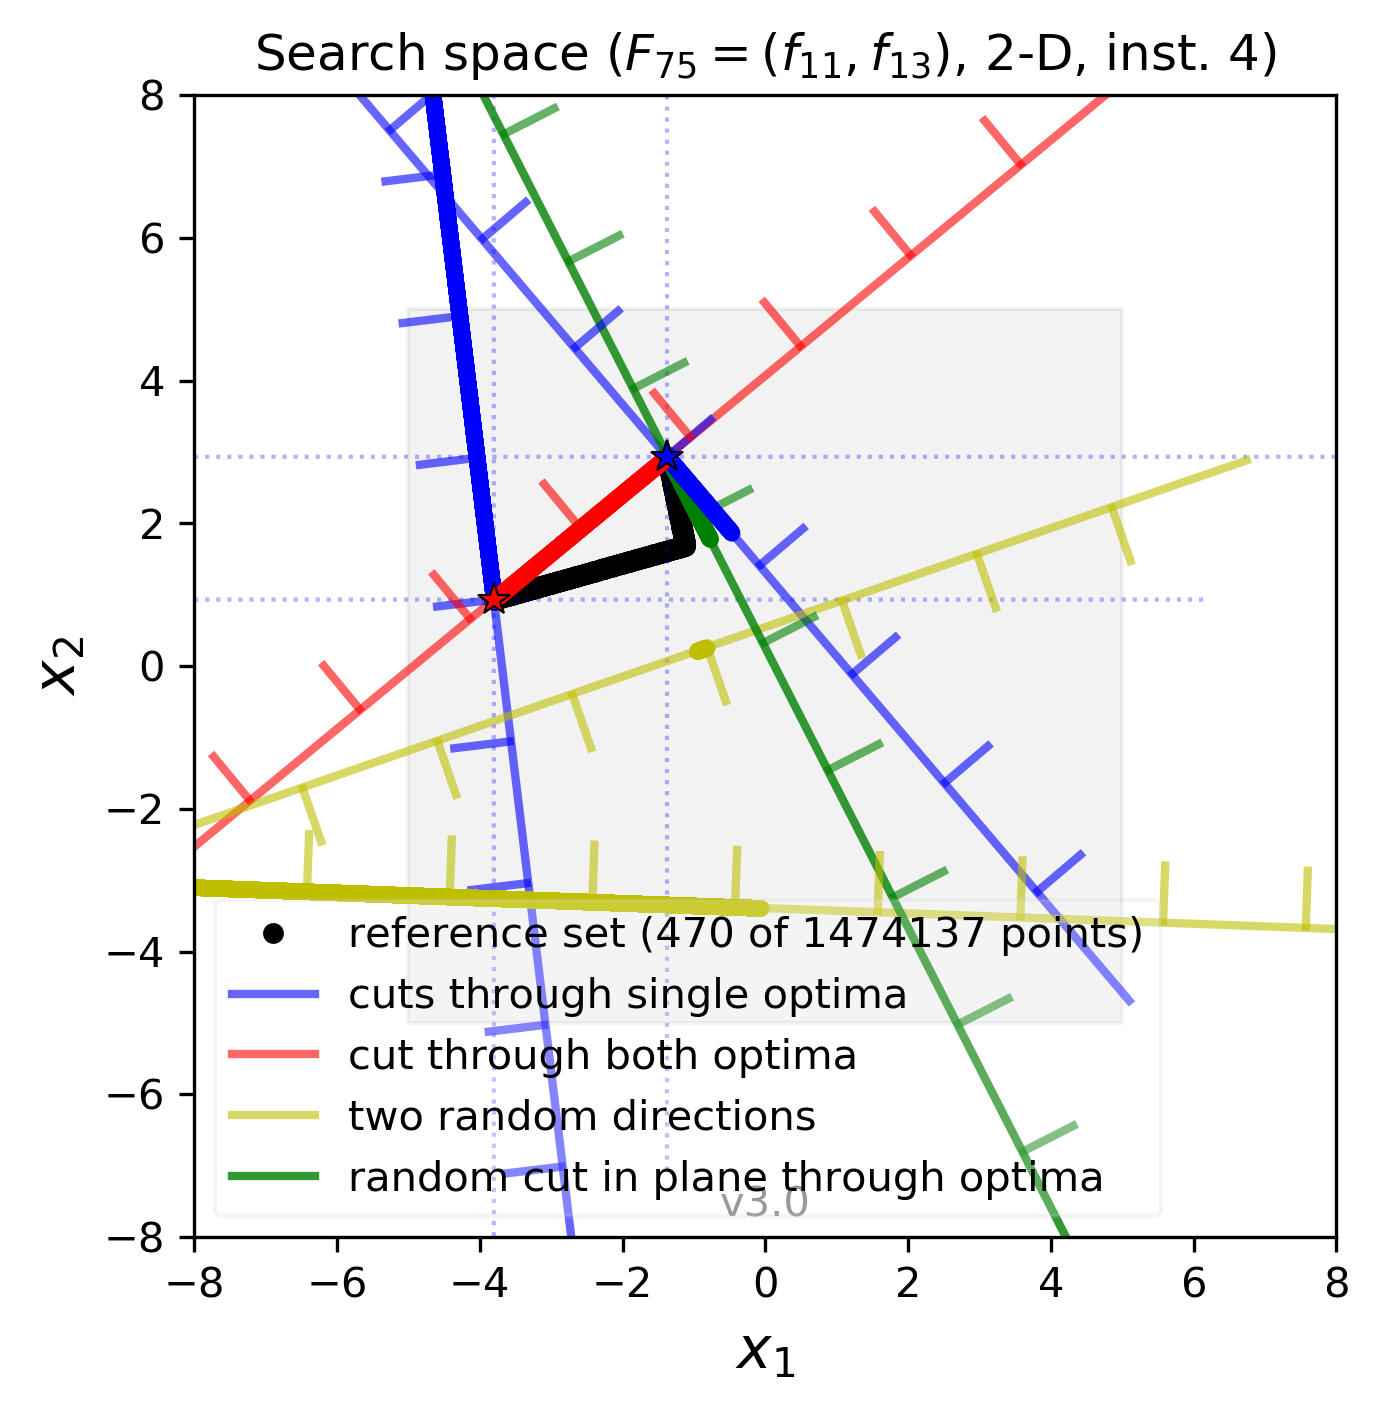 Search space (F₇₅ = (f₁₁, f₁₃), 2-D, inst. 4)
8
6
4
2
0
−2
−4
−6
−8
x₂
reference set (470 of 1474137 points)
cuts through single optima
cut through both optima
two random directions
random cut in plane through optima
v3.0
−8 −6 −4 −2 0 2 4 6 8
x₁